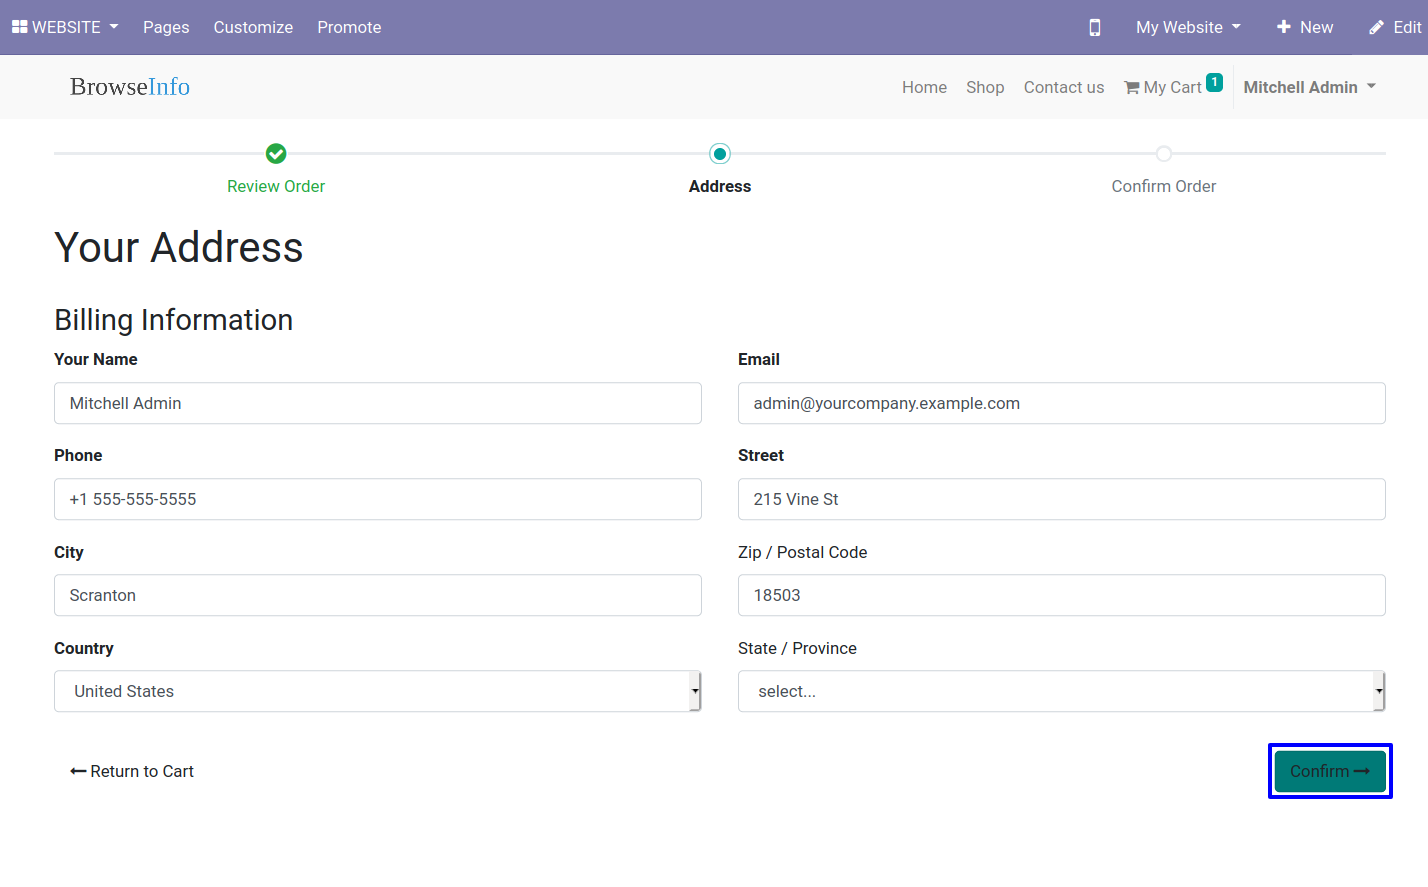 WEBSITE Pages Customize Promote My Website New Edit
BrowseInfo Home Shop Contact us My Cart 1 Mitchell Admin
Review Order Address Confirm Order
Your Address
Billing Information
Your Name Email
Mitchell Admin admin@yourcompany.example.com
Phone Street
+1 555-555-5555 215 Vine St
City Zip / Postal Code
Scranton 18503
Country State / Province
United States select...
Return to Cart Confirm